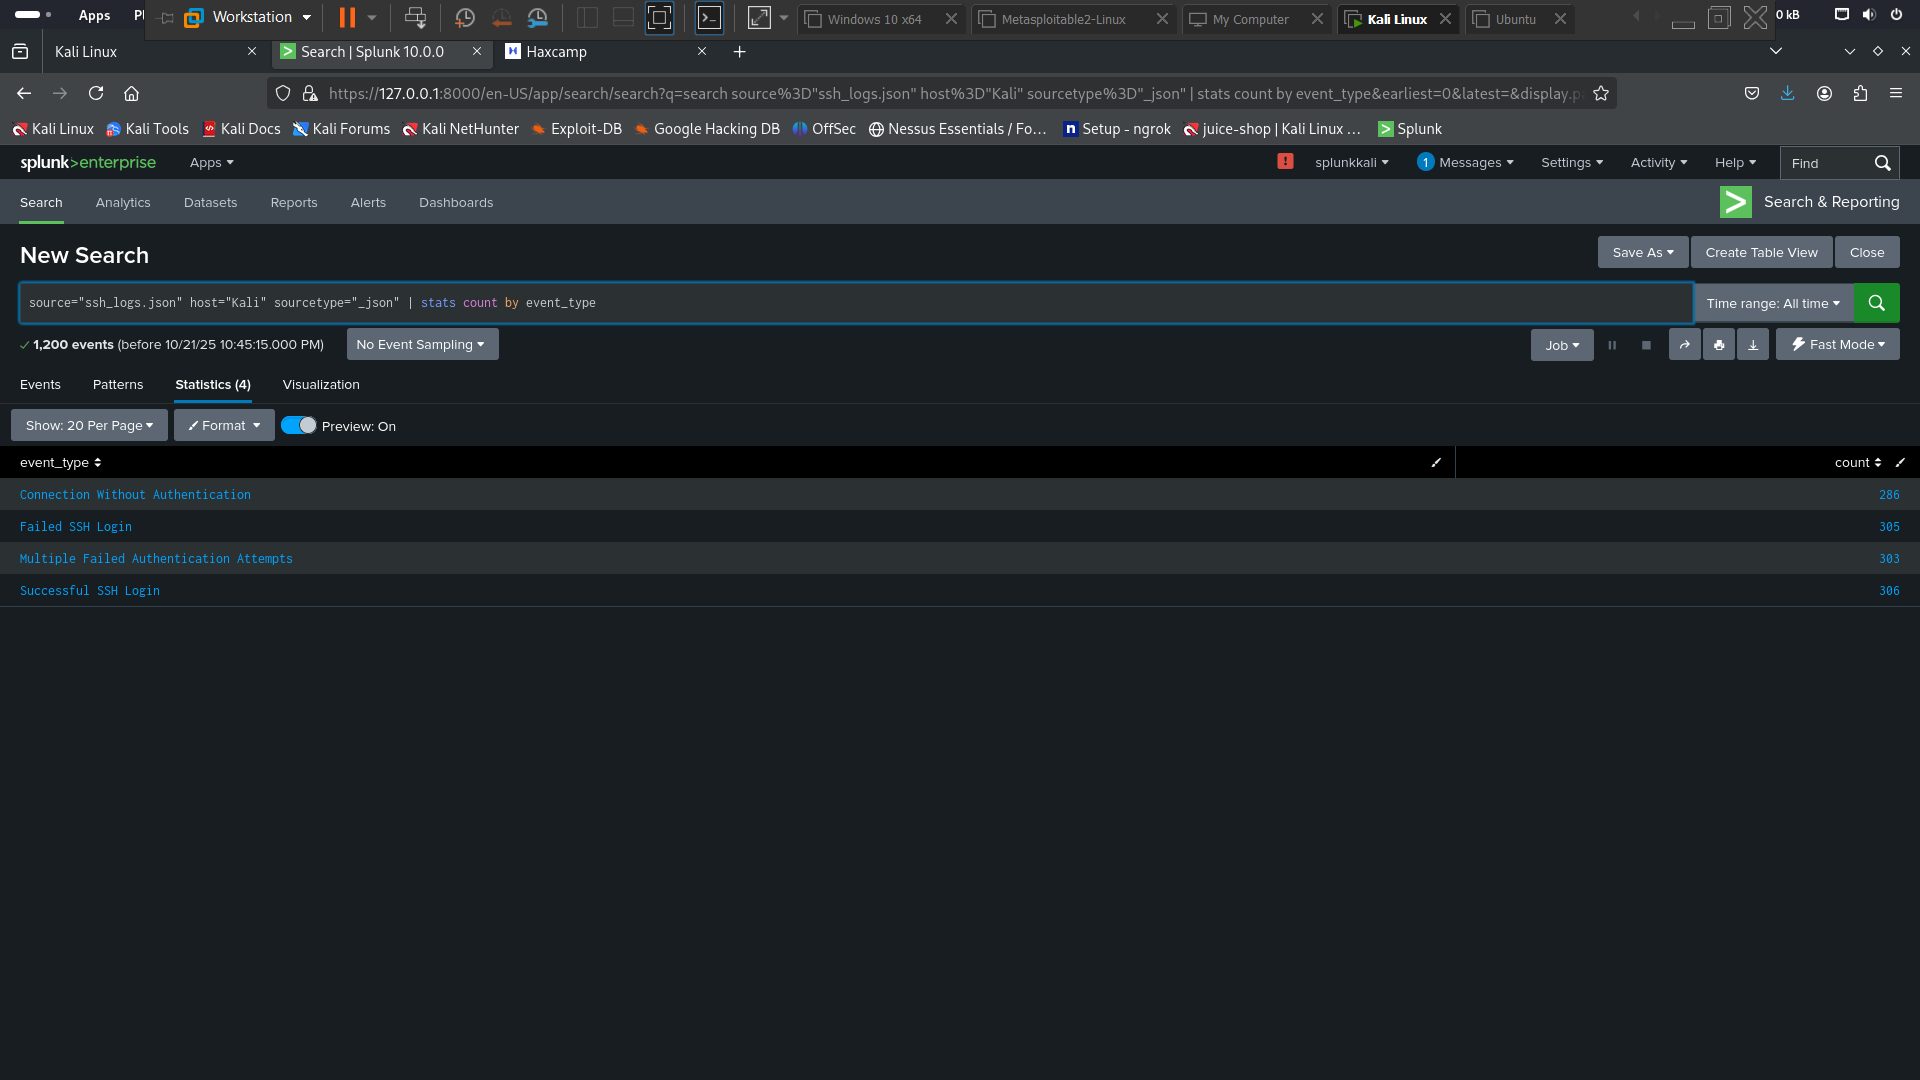 Apps
Workstation
Windows 10 x64
Metasploitable2-Linux
My Computer
Kali Linux
Ubuntu
0 kB
Kali Linux
Search | Splunk 10.0.0
Haxcamp
https://127.0.0.1:8000/en-US/app/search/search?q=search source%3D"ssh_logs.json" host%3D"Kali" sourcetype%3D"_json" | stats count by event_type&earliest=0&latest=&display.p
Kali Linux
Kali Tools
Kali Docs
Kali Forums
Kali NetHunter
Exploit-DB
Google Hacking DB
OffSec
Nessus Essentials / Fo…
Setup - ngrok
juice-shop | Kali Linux …
Splunk
splunk>enterprise
Apps
splunkkali
1 Messages
Settings
Activity
Help
Find
Search
Analytics
Datasets
Reports
Alerts
Dashboards
Search & Reporting
New Search
Save As
Create Table View
Close
source="ssh_logs.json" host="Kali" sourcetype="_json" | stats count by event_type
Time range: All time
1,200 events (before 10/21/25 10:45:15.000 PM)
No Event Sampling
Job
Fast Mode
Events
Patterns
Statistics (4)
Visualization
Show: 20 Per Page
Format
Preview: On
event_type
count
Connection Without Authentication
286
Failed SSH Login
305
Multiple Failed Authentication Attempts
303
Successful SSH Login
306